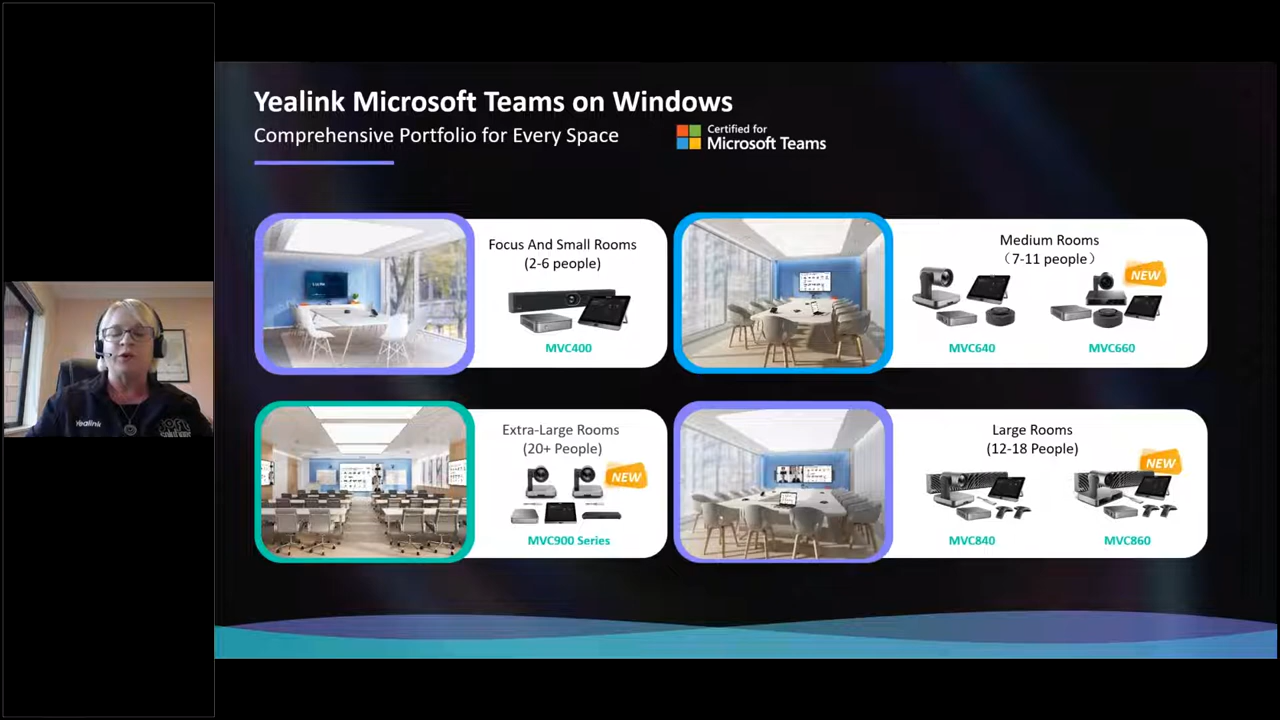 Yealink Microsoft Teams on Windows
Comprehensive Portfolio for Every Space
Certified for
Microsoft Teams
Focus And Small Rooms
(2-6 people)
MVC400
Medium Rooms
（7-11 people）
NEW
MVC640
MVC660
Extra-Large Rooms
(20+ People)
NEW
MVC900 Series
Large Rooms
(12-18 People)
NEW
MVC840
MVC860
Yealink